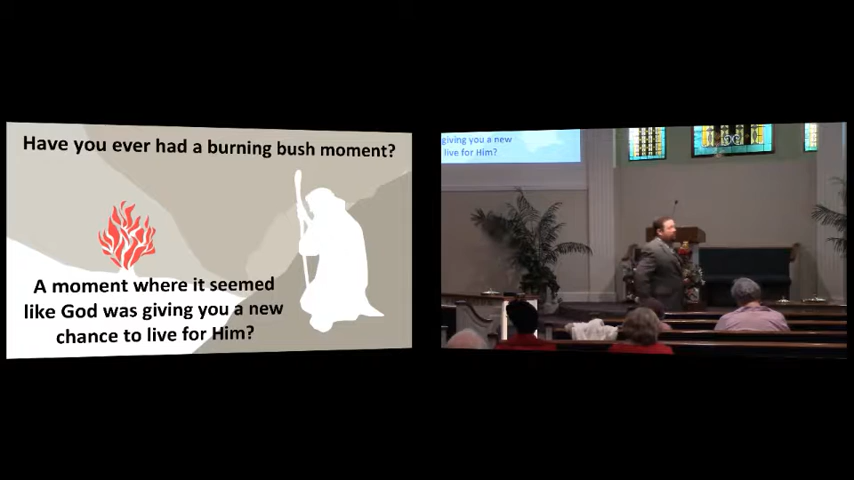 Have you ever had a burning bush moment?
A moment where it seemed
like God was giving you a new
chance to live for Him?
giving you a new
live for Him?